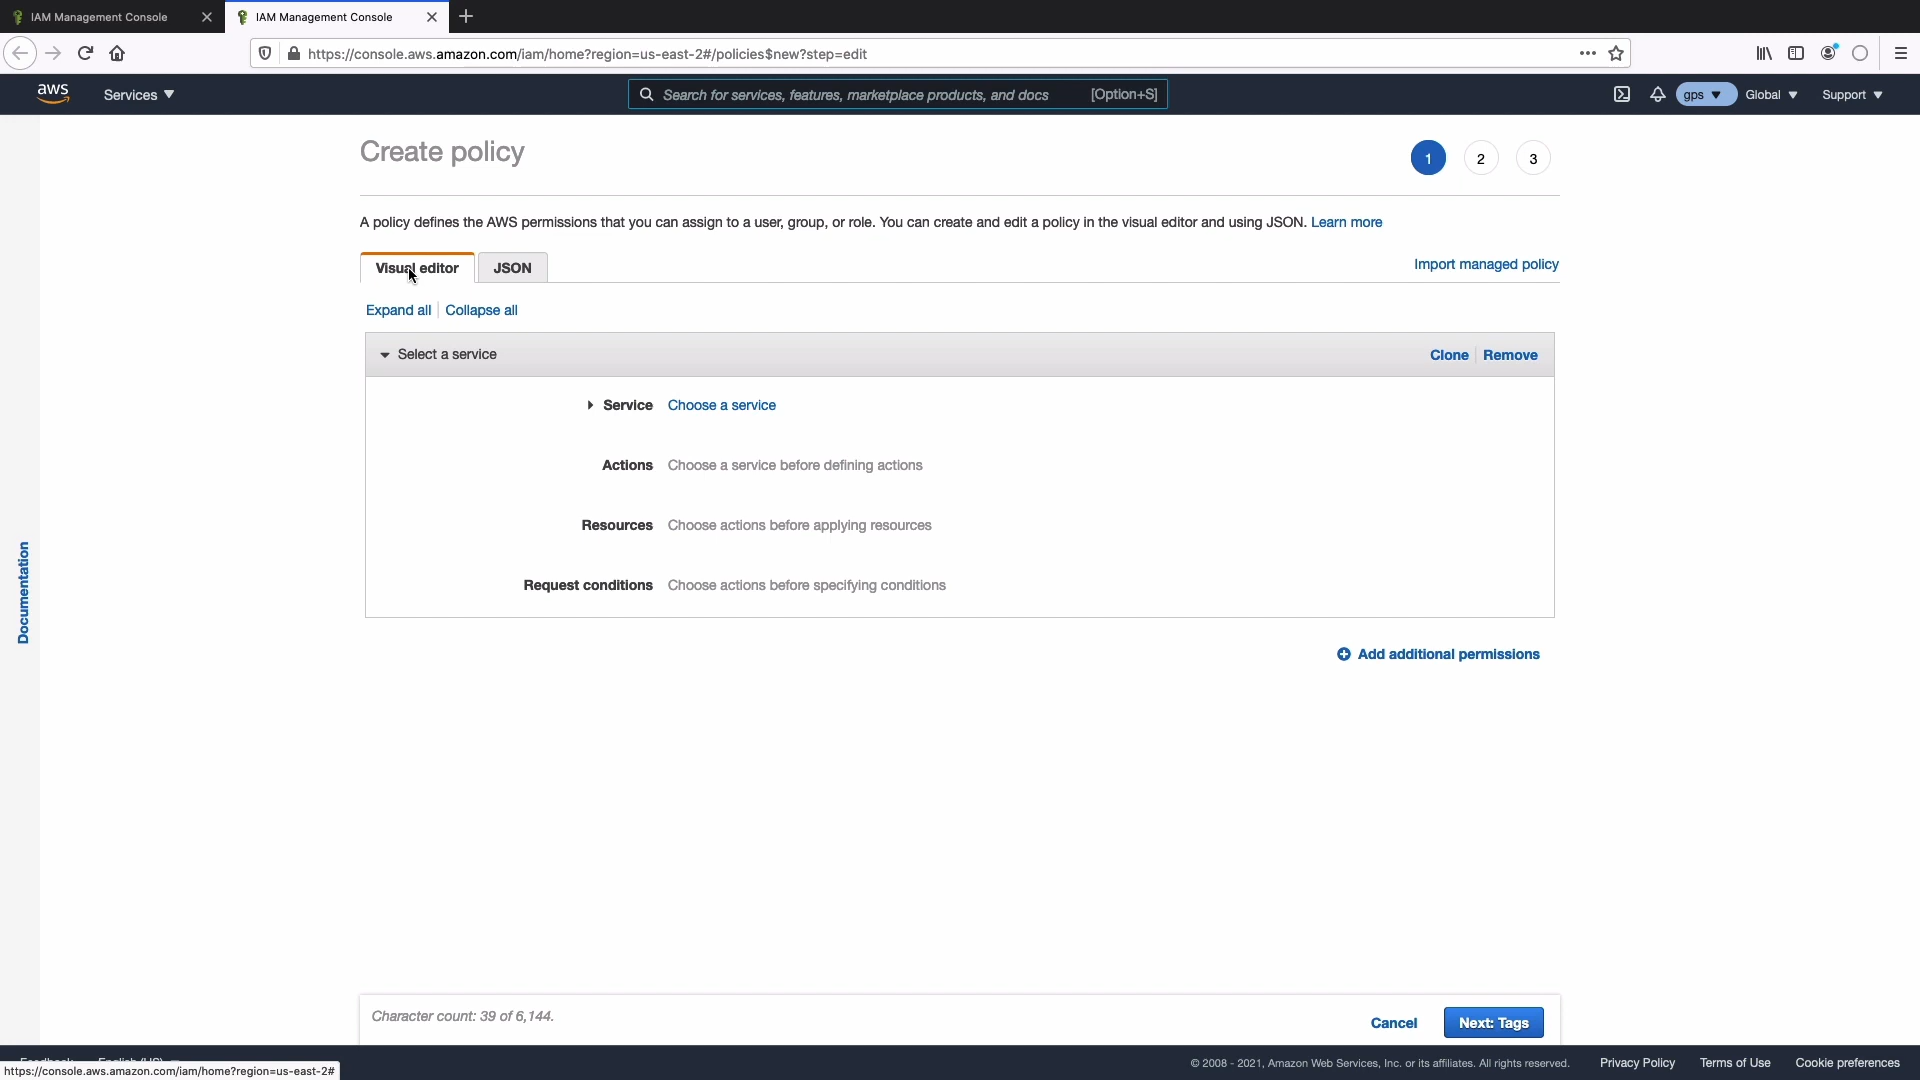 IAM Management Console
IAM Management Console
https://console.aws.amazon.com/iam/home?region=us-east-2#/policies$new?step=edit
aws
Services
Search for services, features, marketplace products, and docs
[Option+S]
gps
Global
Support
Create policy
1
2
3
A policy defines the AWS permissions that you can assign to a user, group, or role. You can create and edit a policy in the visual editor and using JSON. Learn more
Visual editor
JSON
Import managed policy
Expand all
Collapse all
Select a service
Clone
Remove
Service
Choose a service
Actions
Choose a service before defining actions
Resources
Choose actions before applying resources
Request conditions
Choose actions before specifying conditions
Add additional permissions
Documentation
Character count: 39 of 6,144.
Cancel
Next: Tags
© 2008 - 2021, Amazon Web Services, Inc. or its affiliates. All rights reserved.
Privacy Policy
Terms of Use
Cookie preferences
https://console.aws.amazon.com/iam/home?region=us-east-2#